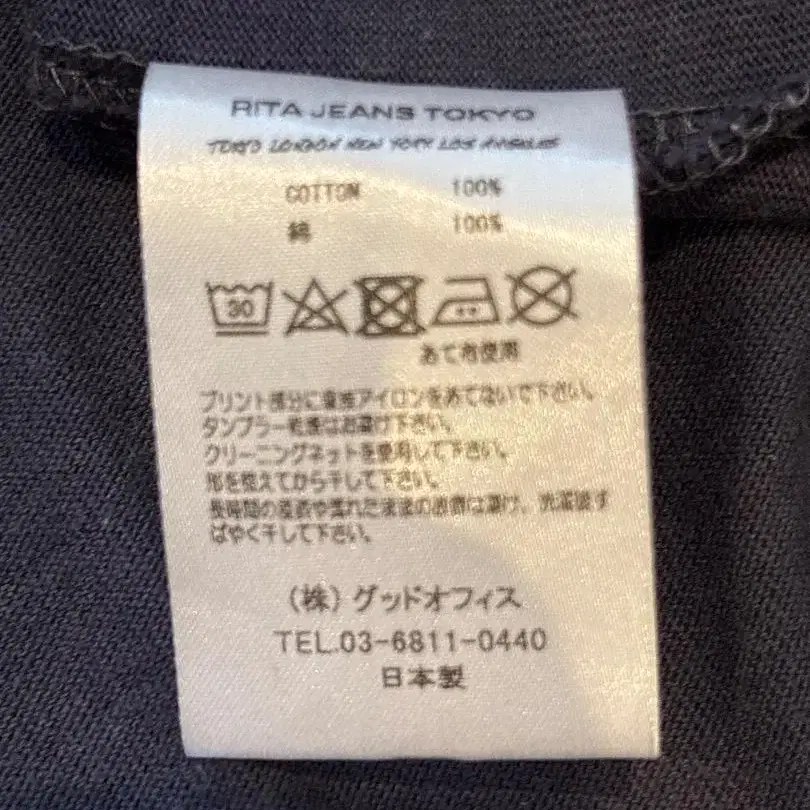 RITA JEANS TOKYO
TOKYO LONDON NEW YORK LOS ANGELES
COTTON 100%
綿 100%
30
あて布使用
プリント部分に直接アイロンをあてないで下さい。
タンブラー乾燥はお避け下さい。
クリーニングネットを使用して下さい。
形を整えてから干して下さい。
長時間の浸漬や濡れたままの放置は避け、洗濯後す
ばやく干して下さい。
(株)グッドオフィス
TEL.03-6811-0440
日本製